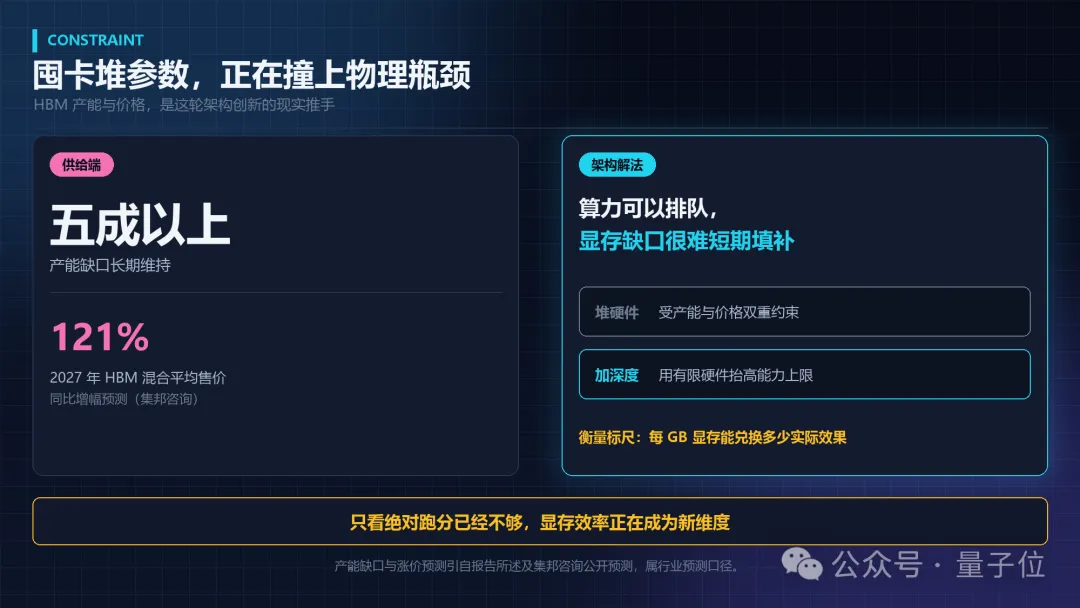 CONSTRAINT
囤卡堆参数，正在撞上物理瓶颈
HBM 产能与价格，是这轮架构创新的现实推手
供给端
五成以上
产能缺口长期维持
121%
2027 年 HBM 混合平均售价
同比增幅预测（集邦咨询）
架构解法
算力可以排队，
显存缺口很难短期填补
堆硬件 受产能与价格双重约束
加深度 用有限硬件抬高能力上限
衡量标尺：每 GB 显存能兑换多少实际效果
只看绝对跑分已经不够，显存效率正在成为新维度
产能缺口与涨价预测引自报告所述及集邦咨询公开预测，属行业预测口径。
公众号 · 量子位